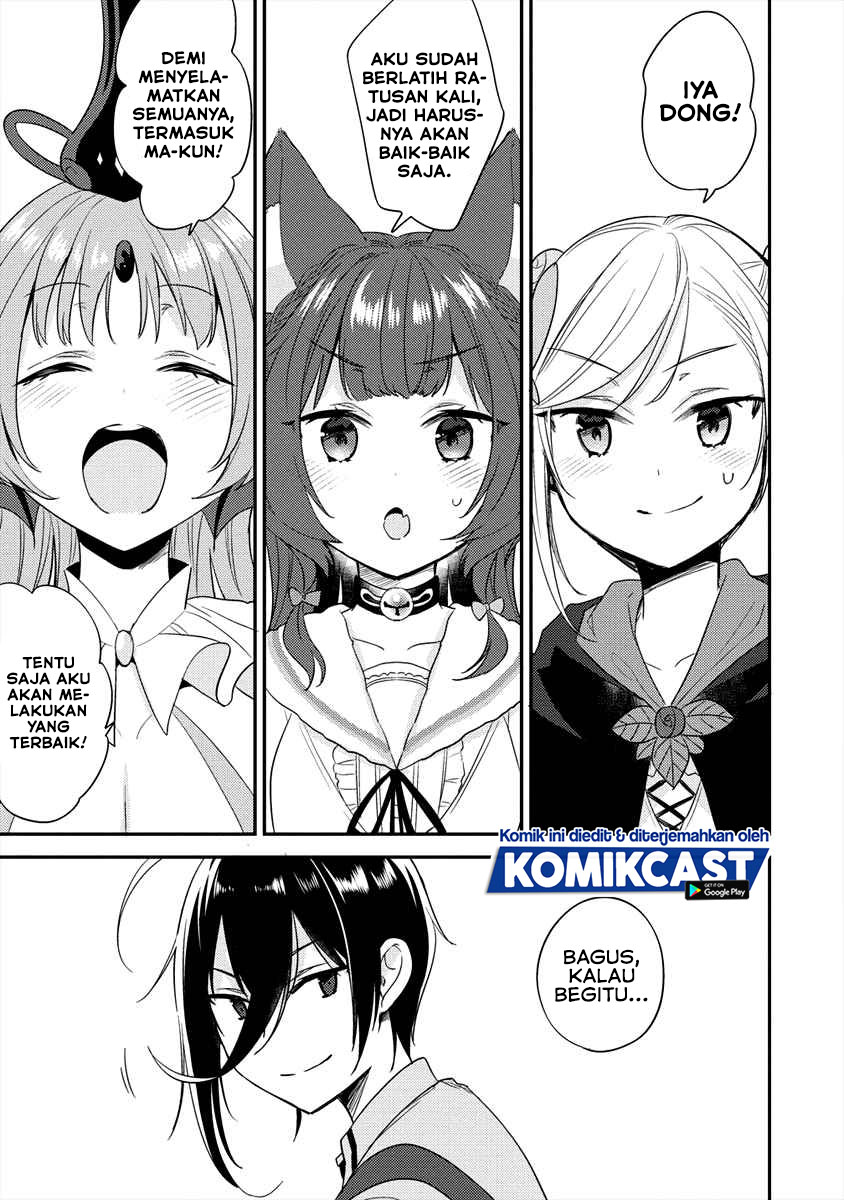 IYA
DONG!
AKU SUDAH
BERLATIH RA-
TUSAN KALI,
JADI HARUS-
NYA AKAN
BAIK-BAIK
SAJA.
DEMI
MENYELA-
MATKAN
SEMUANYA,
TERMASUK
MA-KUN!
TENTU
SAJA AKU
AKAN ME-
LAKUKAN
YANG
TERBAIK!
Komik ini diedit & diterjemahkan oleh
KOMIKCAST
GET IT ON
Google Play
BAGUS,
KALAU
BEGITU...